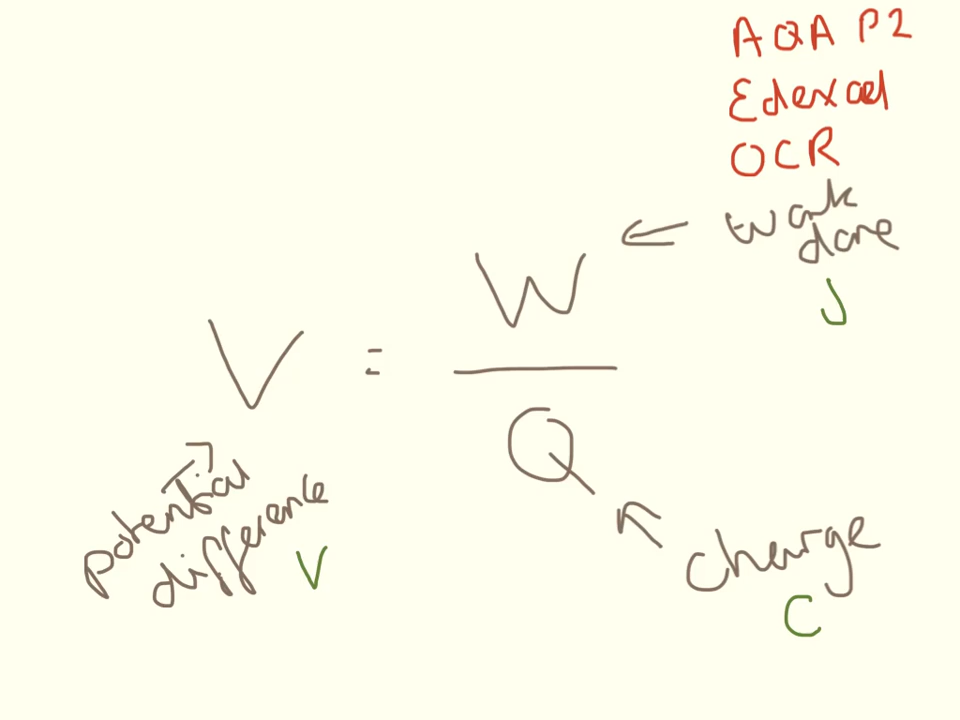 AQA P2
Edexcel
OCR
work
done
J
V = W
Q
potential
difference
V
charge
C